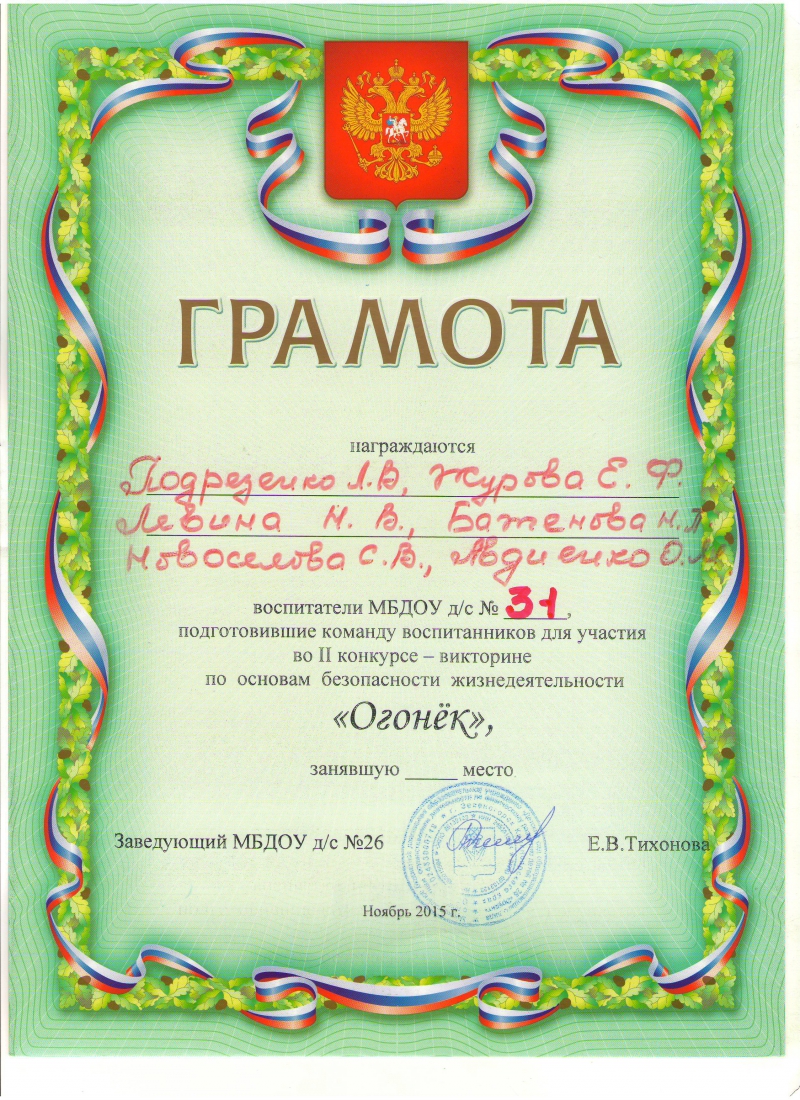 ГРАМОТА
награждаются
Подрезенко Л.В, Журова Е. Ф.
Левина Н. В., Баженова Н.П
Новоселова С.В., Авдиенко О.М
воспитатели МБДОУ д/с № 31,
подготовившие команду воспитанников для участия
во II конкурсе – викторине
по основам безопасности жизнедеятельности
«Огонёк»,
занявшую _____ место
Заведующий МБДОУ д/с №26 Е.В.Тихонова
Ноябрь 2015 г.